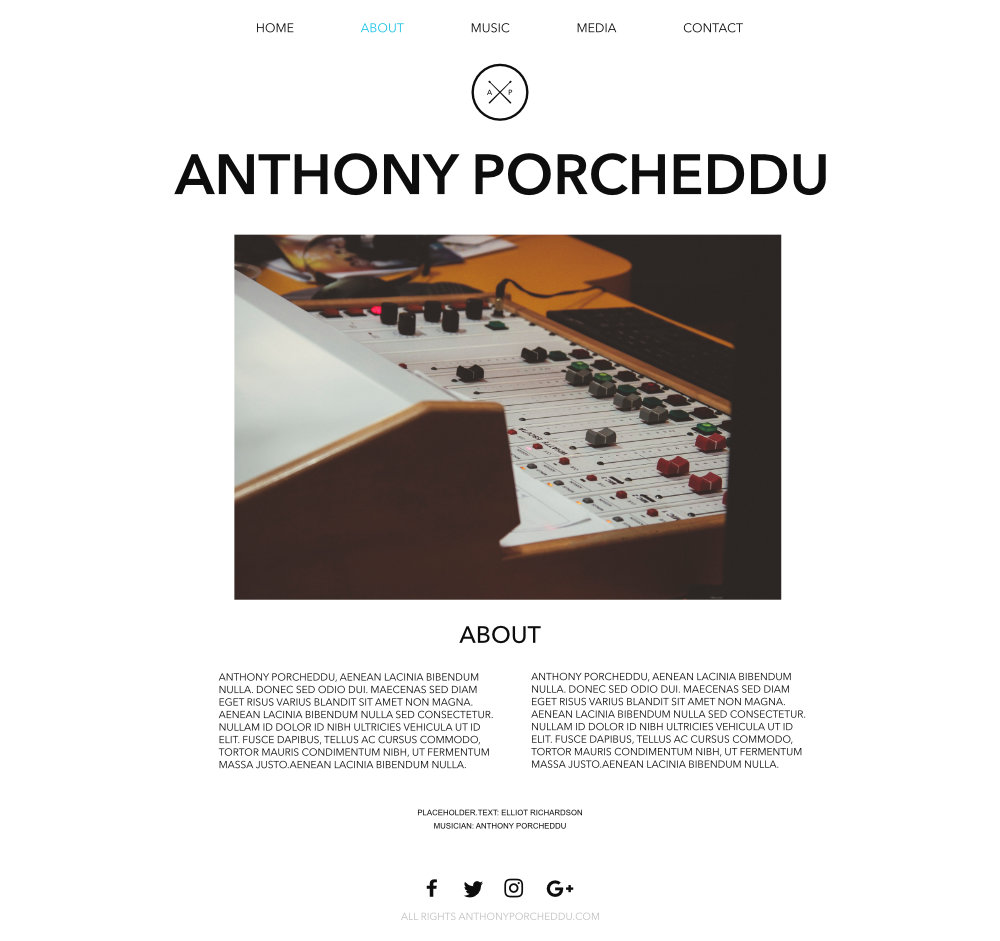 HOME ABOUT MUSIC MEDIA CONTACT
A P
ANTHONY PORCHEDDU
ABOUT
ANTHONY PORCHEDDU, AENEAN LACINIA BIBENDUM
NULLA. DONEC SED ODIO DUI. MAECENAS SED DIAM
EGET RISUS VARIUS BLANDIT SIT AMET NON MAGNA.
AENEAN LACINIA BIBENDUM NULLA SED CONSECTETUR.
NULLAM ID DOLOR ID NIBH ULTRICIES VEHICULA UT ID
ELIT. FUSCE DAPIBUS, TELLUS AC CURSUS COMMODO,
TORTOR MAURIS CONDIMENTUM NIBH, UT FERMENTUM
MASSA JUSTO.AENEAN LACINIA BIBENDUM NULLA.
ANTHONY PORCHEDDU, AENEAN LACINIA BIBENDUM
NULLA. DONEC SED ODIO DUI. MAECENAS SED DIAM
EGET RISUS VARIUS BLANDIT SIT AMET NON MAGNA.
AENEAN LACINIA BIBENDUM NULLA SED CONSECTETUR.
NULLAM ID DOLOR ID NIBH ULTRICIES VEHICULA UT ID
ELIT. FUSCE DAPIBUS, TELLUS AC CURSUS COMMODO,
TORTOR MAURIS CONDIMENTUM NIBH, UT FERMENTUM
MASSA JUSTO.AENEAN LACINIA BIBENDUM NULLA.
PLACEHOLDER.TEXT: ELLIOT RICHARDSON
MUSICIAN: ANTHONY PORCHEDDU
ALL RIGHTS ANTHONYPORCHEDDU.COM